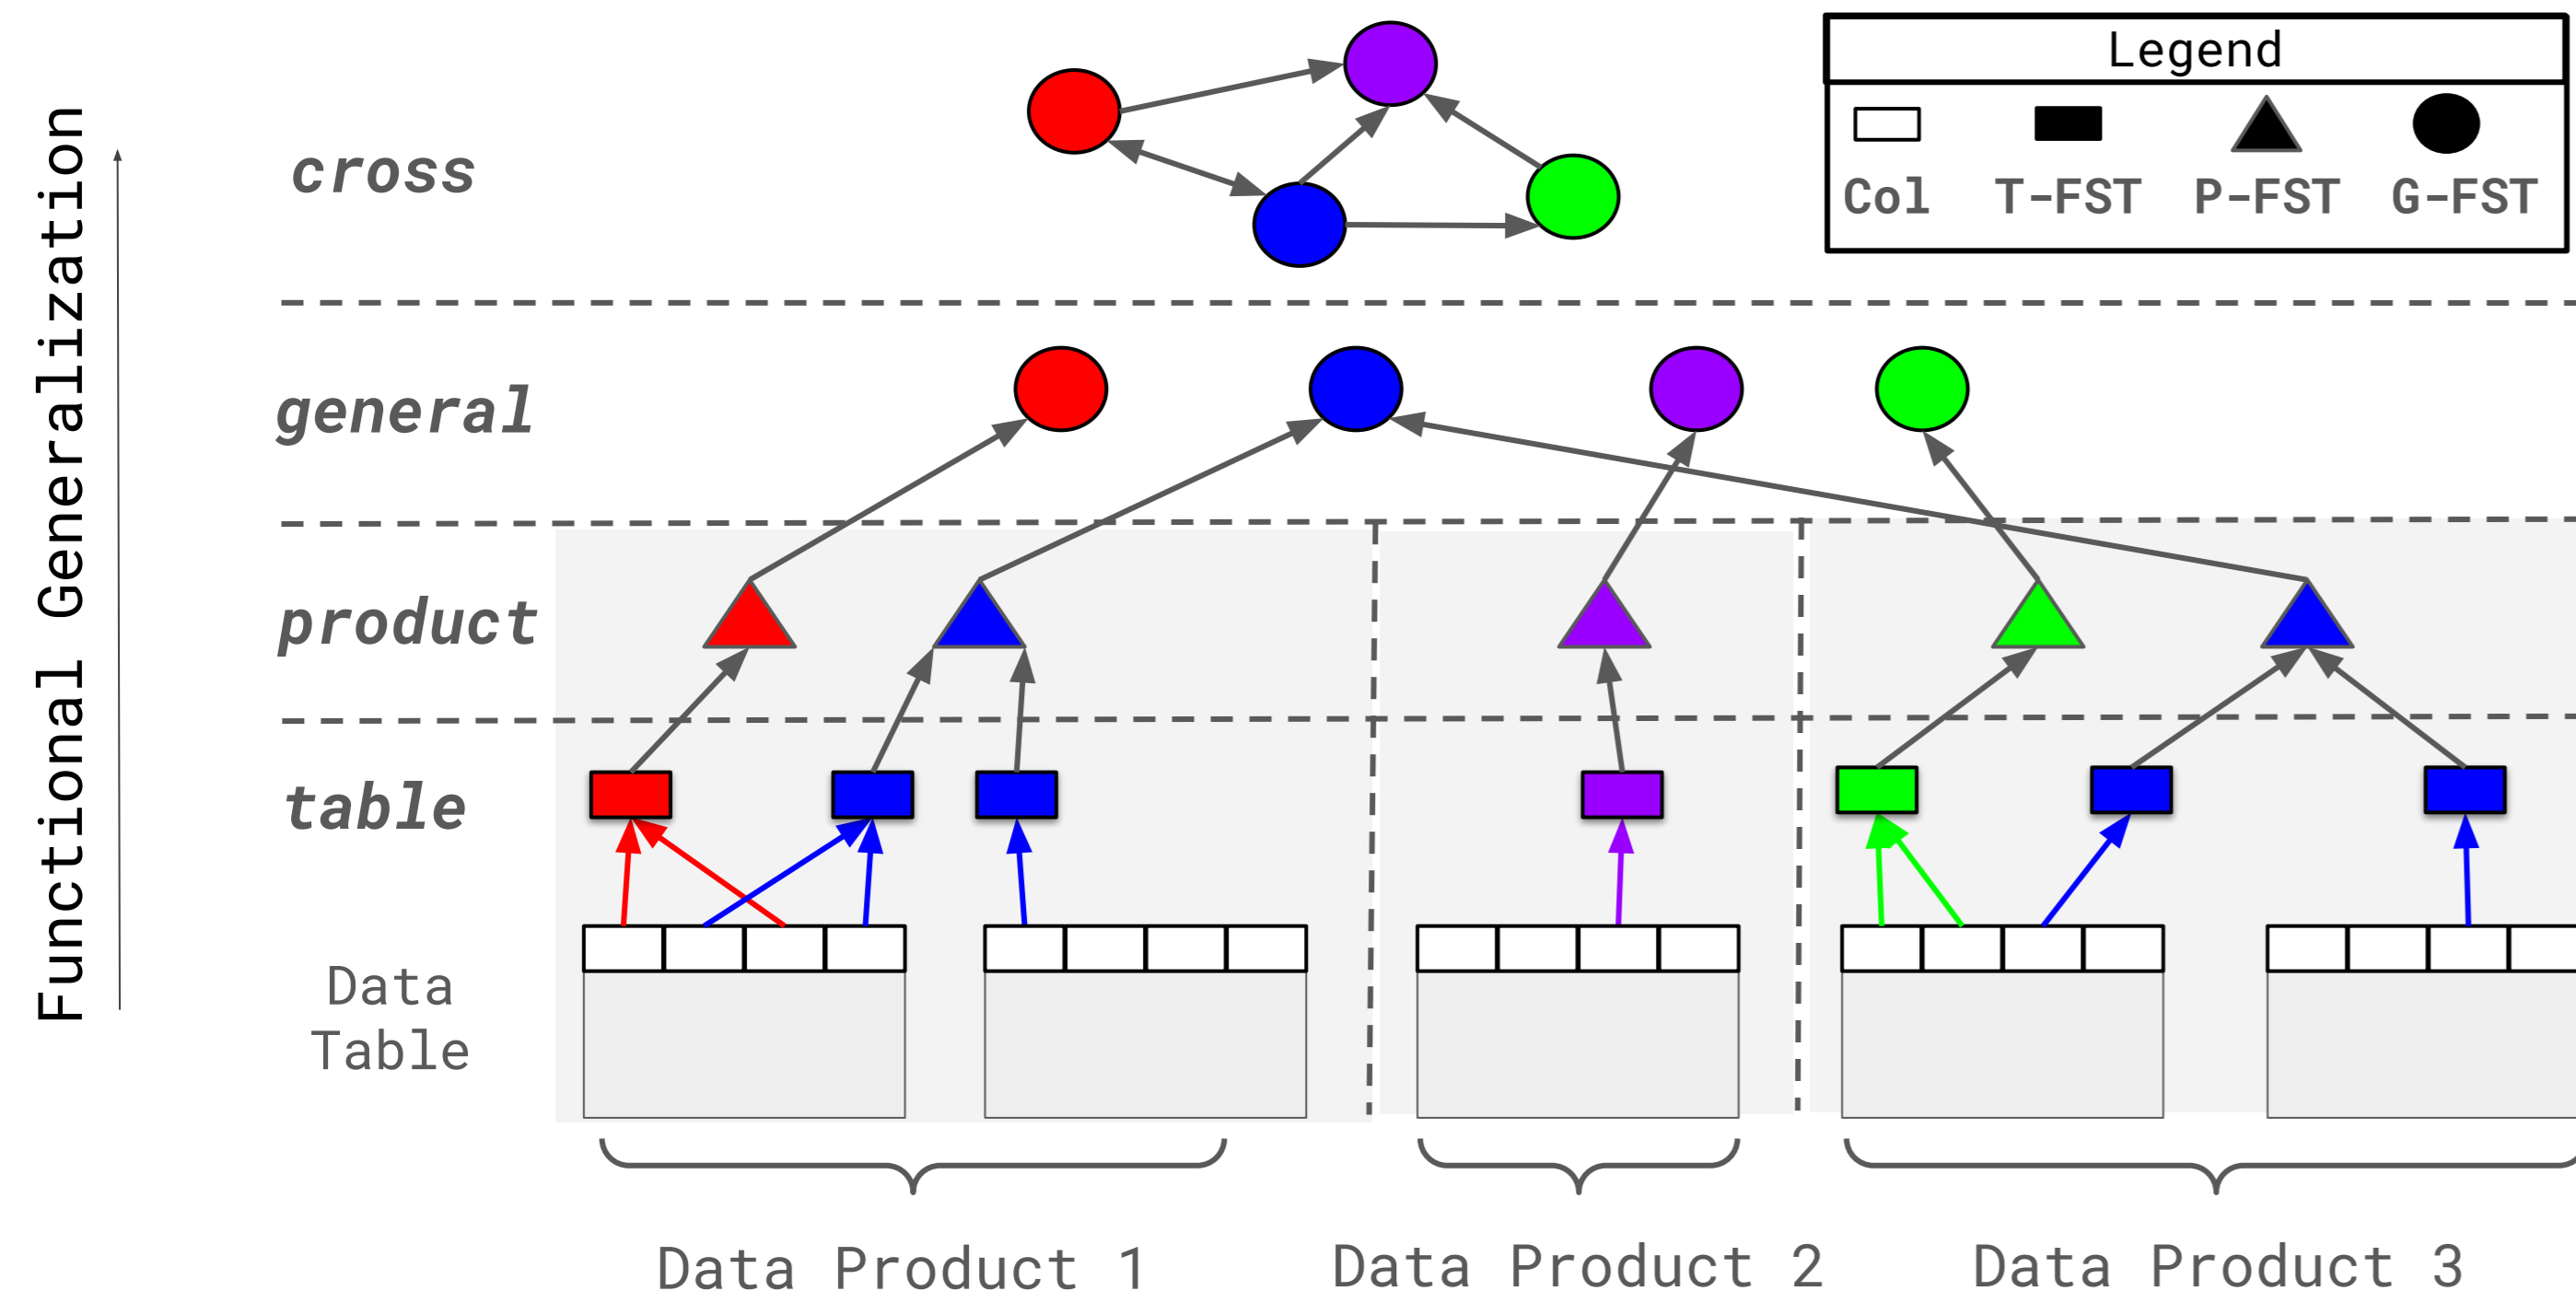 Functional Generalization
Legend
Col T-FST P-FST G-FST
cross
general
product
table
Data
Table
Data Product 1
Data Product 2
Data Product 3